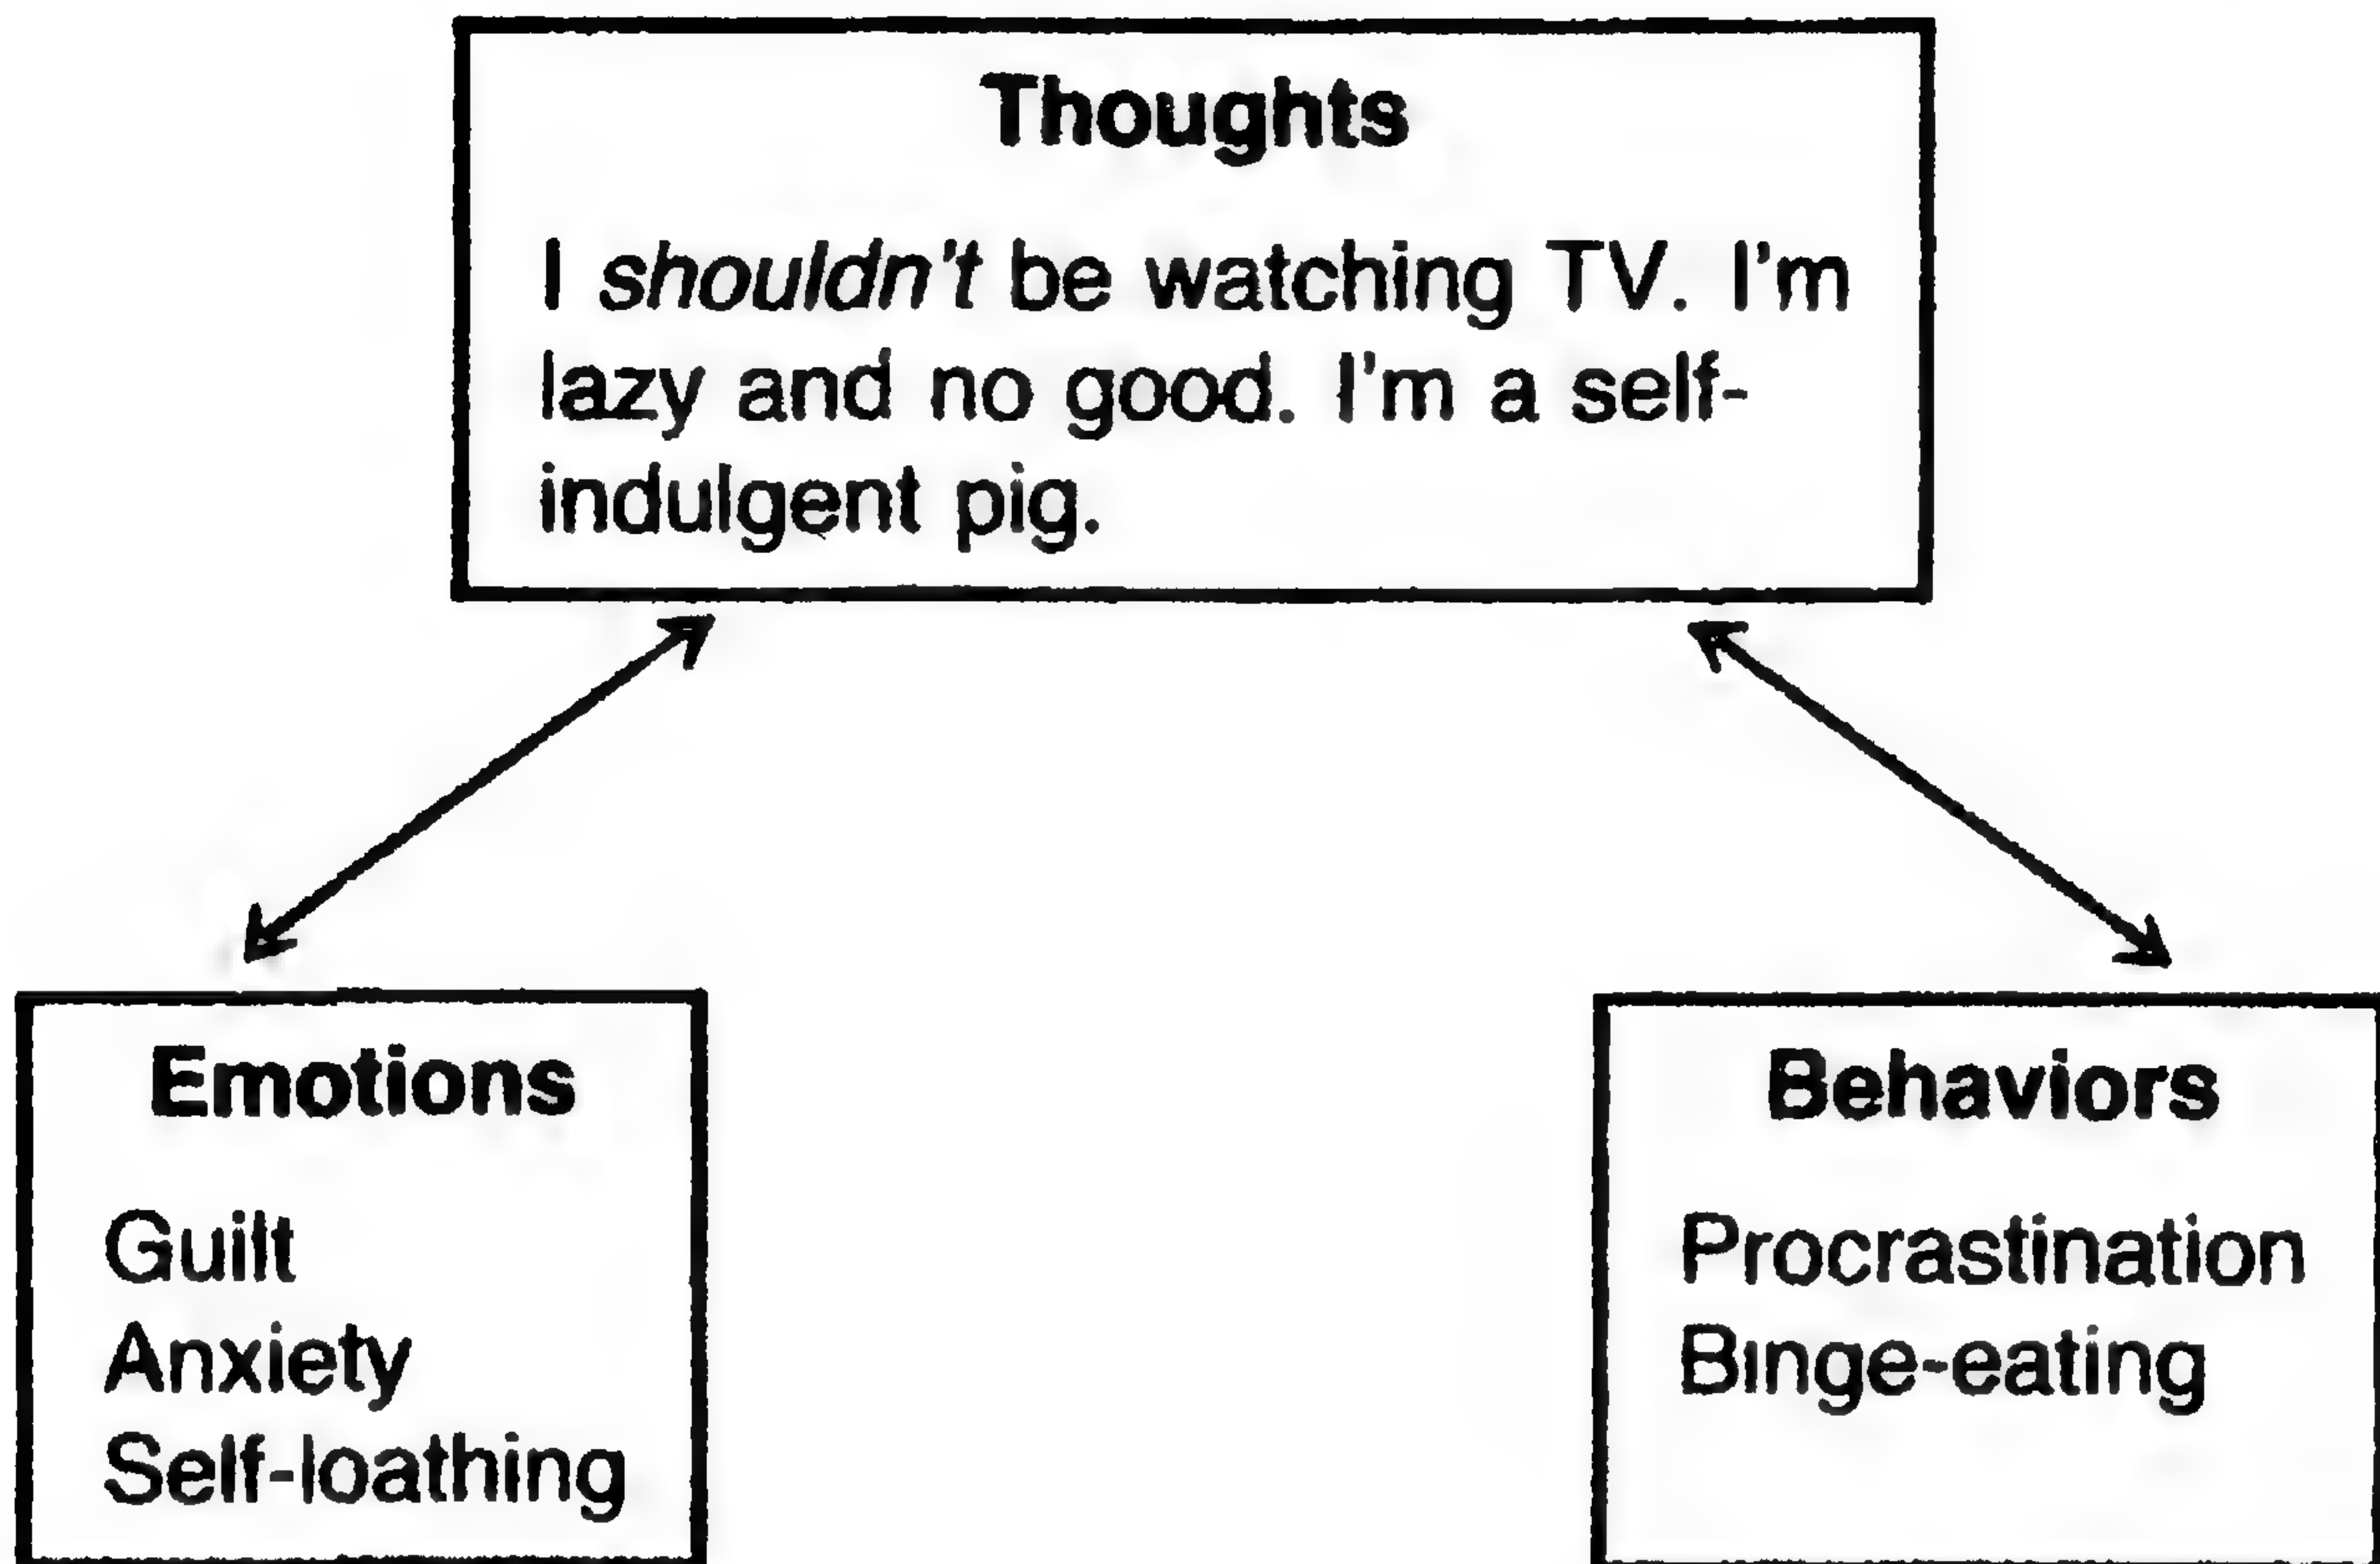 Thoughts
I shouldn't be watching TV. I'm
lazy and no good. I'm a self-
indulgent pig.
Emotions
Guilt
Anxiety
Self-loathing
Behaviors
Procrastination
Binge-eating